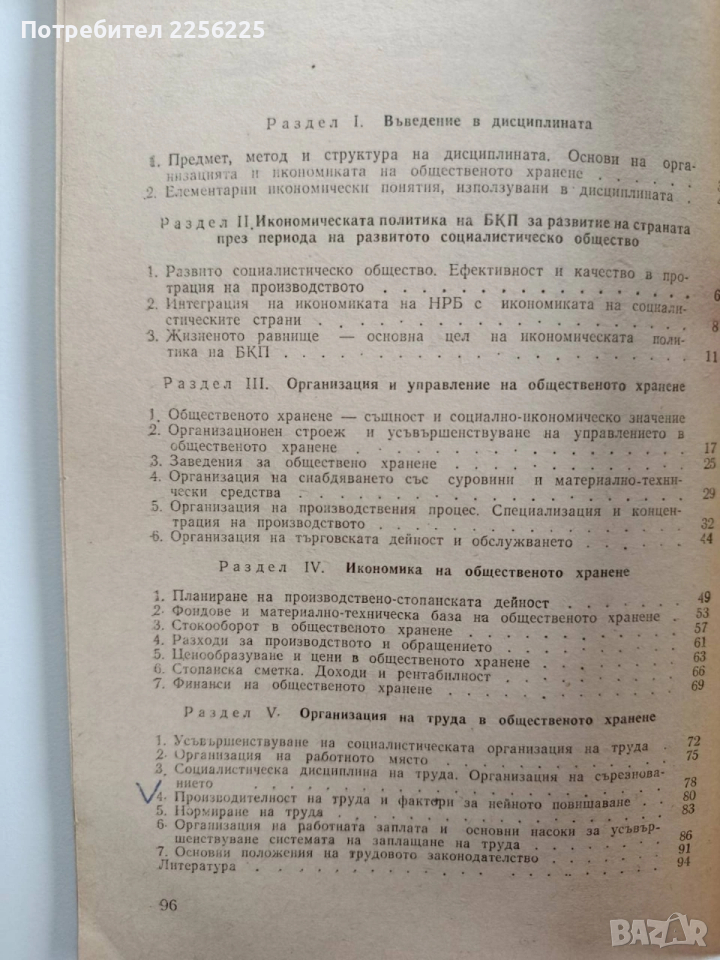 Потребител 2256225
Раздел I. Въведение в дисциплината
1. Предмет, метод и структура на дисциплината. Основи на орга-
низацията и икономиката на общественото хранене . . . . . .
2. Елементарни икономически понятия, използувани в дисциплината .
Раздел II. Икономическата политика на БКП за развитие на страната
през периода на развитото социалистическо общество
1. Развито социалистическо общество. Ефективност и качество в про-
трация на производството . . . . . . . . . . . . . . . . . 6
2. Интеграция на икономиката на НРБ с икономиката на социали-
стическите страни . . . . . . . . . . . . . . . . . . . 8
3. Жизненото равнище — основна цел на икономическата поли-
тика на БКП . . . . . . . . . . . . . . . . . . . . . 11
Раздел III. Организация и управление на общественото хранене
1. Общественото хранене — същност и социално-икономическо значение
2. Организационен строеж и усъвършенствуване на управлението в
общественото хранене . . . . . . . . . . . . . . . . . . 17
3. Заведения за обществено хранене . . . . . . . . . . . . . 25
4. Организация на снабдяването със суровини и материално-техни-
чески средства . . . . . . . . . . . . . . . . . . . . 29
5. Организация на производствения процес. Специализация и концен-
трация на производството . . . . . . . . . . . . . . . . 32
6. Организация на търговската дейност и обслужването . . . . . . 44
Раздел IV. Икономика на общественото хранене
1. Планиране на производствено-стопанската дейност . . . . . . . 49
2. Фондове и материално-техническа база на общественото хранене . . 53
3. Стокооборот в общественото хранене . . . . . . . . . . . . 57
4. Разходи за производството и обращението . . . . . . . . . . 61
5. Ценообразуване и цени в общественото хранене . . . . . . . . 63
6. Стопанска сметка. Доходи и рентабилност . . . . . . . . . . 66
7. Финанси на общественото хранене . . . . . . . . . . . . . 69
Раздел V. Организация на труда в общественото хранене
1. Усъвършенствуване на социалистическата организация на труда . 72
2. Организация на работното място . . . . . . . . . . . . . 75
3. Социалистическа дисциплина на труда. Организация на сърезнова-
нието . . . . . . . . . . . . . . . . . . . . . . . . 78
4. Производителност на труда и фактори за нейното повишаване . . 80
5. Нормиране на труда . . . . . . . . . . . . . . . . . . 83
6. Организация на работната заплата и основни насоки за усъвър-
шенствуване системата на заплащане на труда . . . . . . . . . 86
7. Основни положения на трудовото законодателство . . . . . . . 91
Литература . . . . . . . . . . . . . . . . . . . . . . 94
96
BAZAR